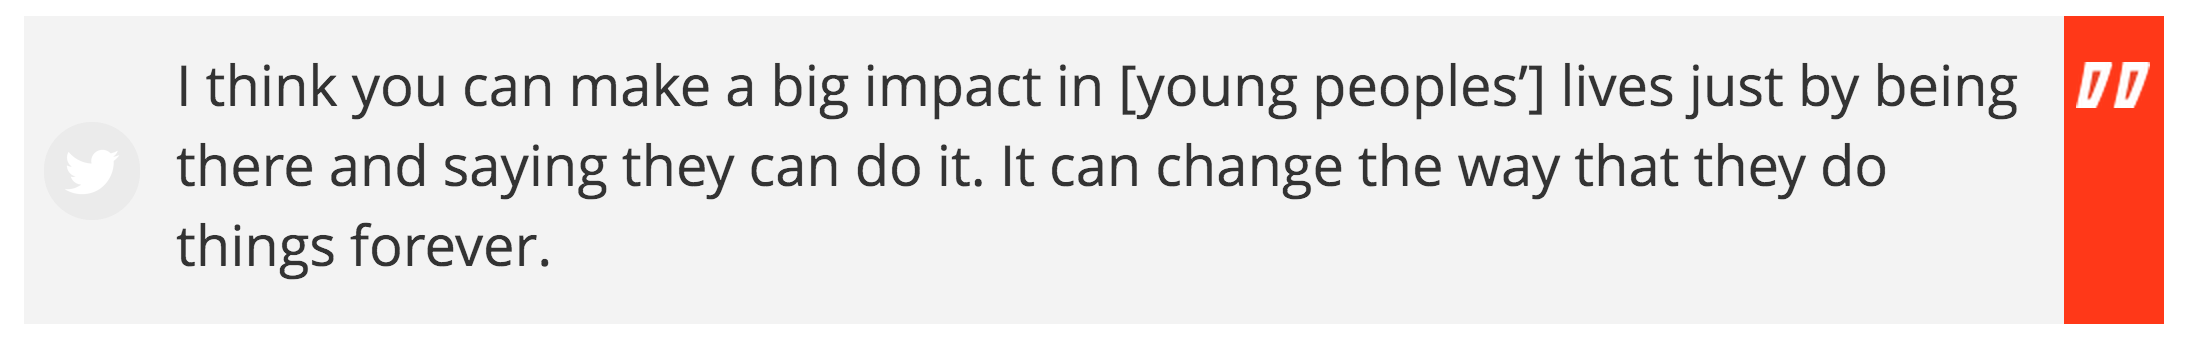 I think you can make a big impact in [young peoples’] lives just by being
there and saying they can do it. It can change the way that they do
things forever.